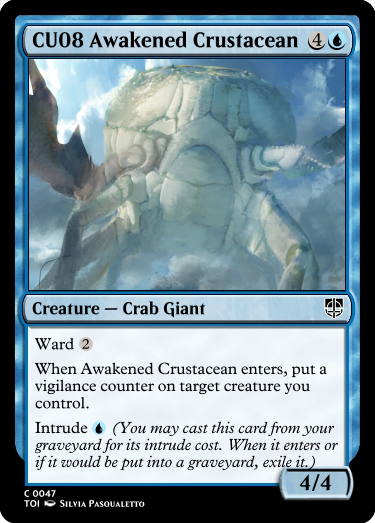 CU08 Awakened Crustacean 4
Creature — Crab Giant
Ward 2
When Awakened Crustacean enters, put a
vigilance counter on target creature you
control.
Intrude (You may cast this card from your
graveyard for its intrude cost. When it enters or
if it would be put into a graveyard, exile it.)
4/4
C 0047
TOI Silvia Pasqualetto